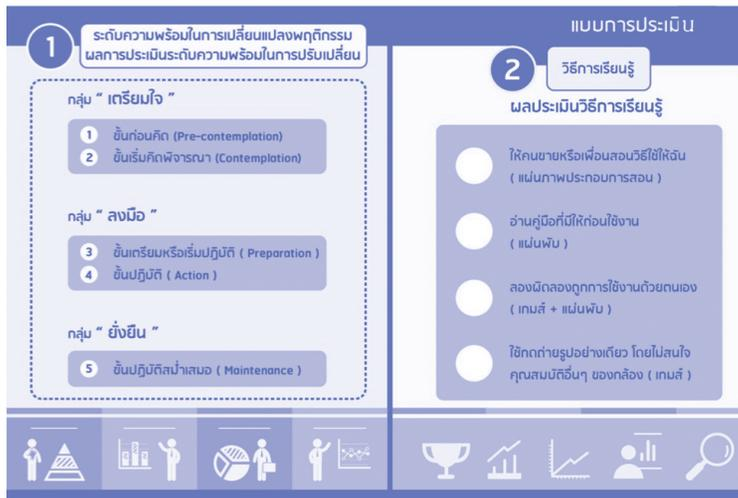 แบบการประเมิน
1
ระดับความพร้อมในการเปลี่ยนแปลงพฤติกรรม
ผลการประเมินระดับความพร้อมในการปรับเปลี่ยน
กลุ่ม “ เตรียมใจ ”
1 ขั้นก่อนคิด (Pre-contemplation)
2 ขั้นเริ่มคิดพิจารณา (Contemplation)
กลุ่ม “ ลงมือ ”
3 ขั้นเตรียมหรือเริ่มปฏิบัติ ( Preparation )
4 ขั้นปฏิบัติ ( Action )
กลุ่ม “ ยั่งยืน ”
5 ขั้นปฏิบัติสม่ำเสมอ ( Maintenance )
2
วิธีการเรียนรู้
ผลประเมินวิธีการเรียนรู้
ให้คนขายหรือเพื่อนสอนวิธีใช้ให้ฉัน
( แผ่นภาพประกอบการสอน )
อ่านคู่มือที่มีให้ก่อนใช้งาน
( แผ่นพับ )
ลองผิดลองถูกการใช้งานด้วยตนเอง
( เกมส์ + แผ่นพับ )
ใช้กดถ่ายรูปอย่างเดียว โดยไม่สนใจ
คุณสมบัติอื่นๆ ของกล้อง ( เกมส์ )